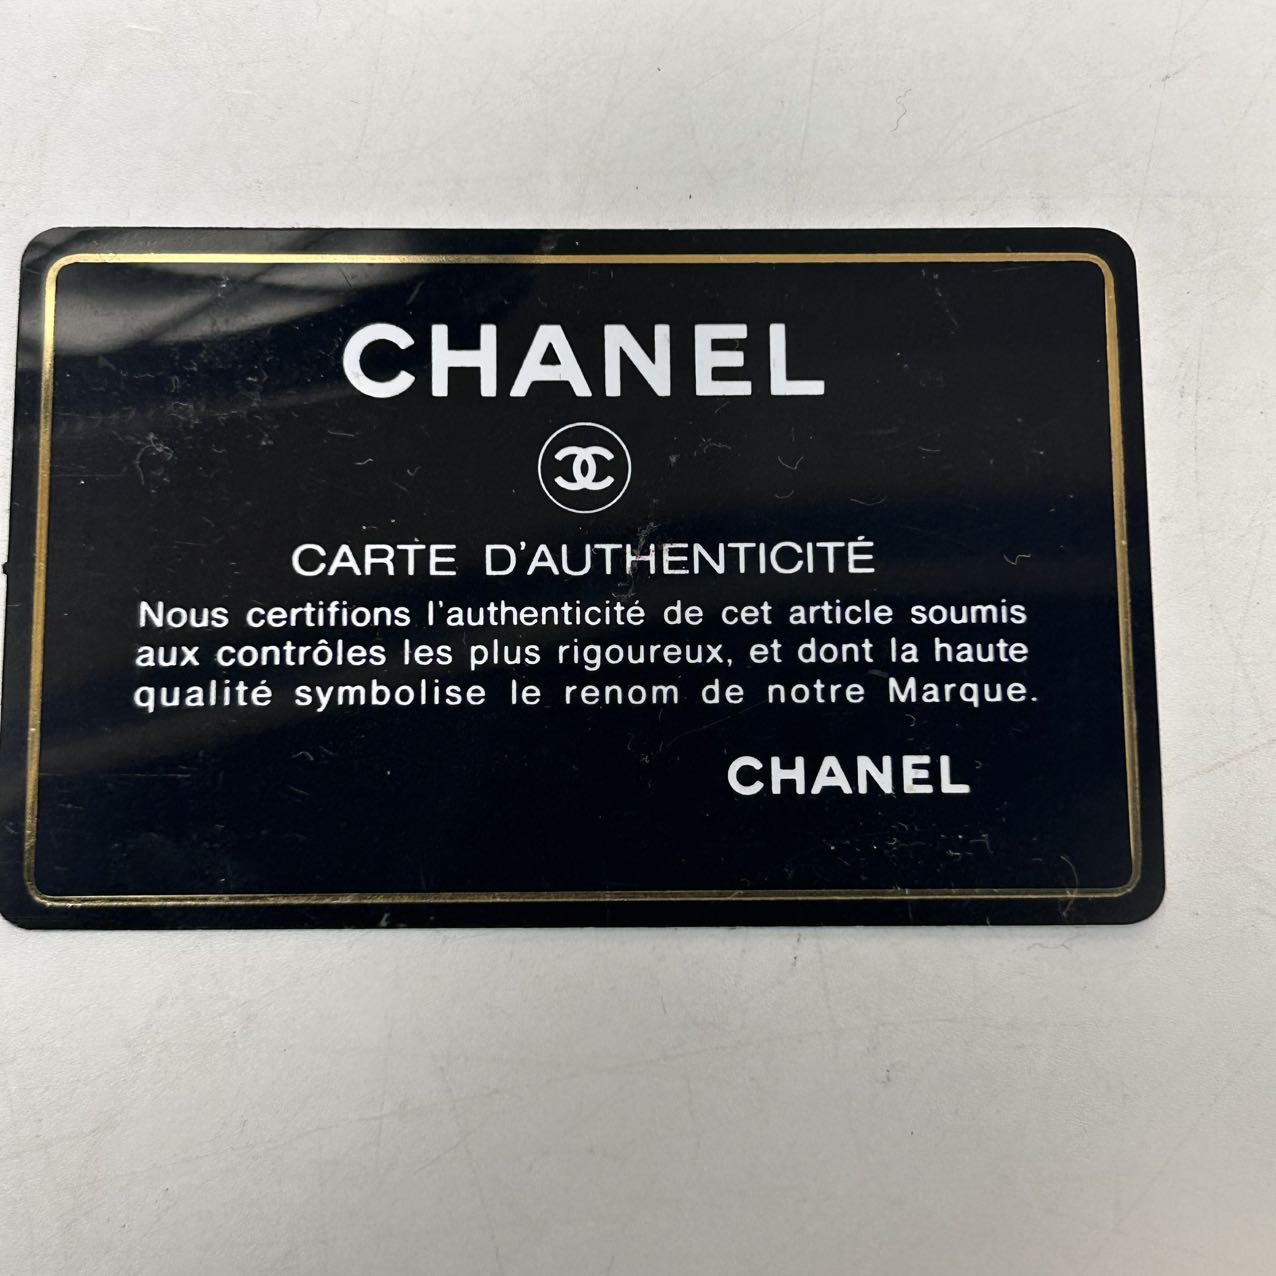 CHANEL
CARTE D'AUTHENTICITÉ
Nous certifions l'authenticité de cet article soumis
aux contrôles les plus rigoureux, et dont la haute
qualité symbolise le renom de notre Marque.
CHANEL